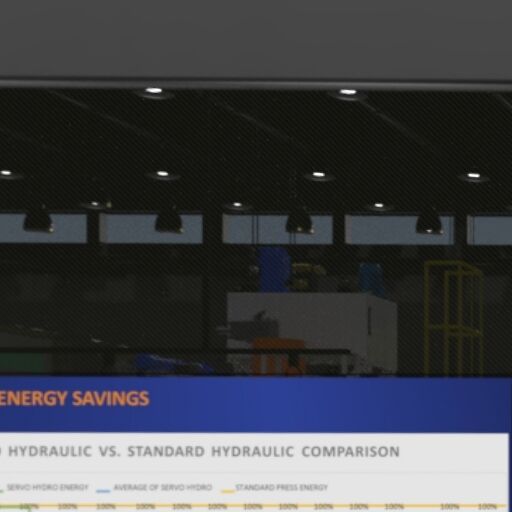 ENERGY SAVINGS
HYDRAULIC VS. STANDARD HYDRAULIC COMPARISON
SERVO HYDRO ENERGY AVERAGE OF SERVO HYDRO STANDARD PRESS ENERGY
100% 100% 100% 100% 100% 100% 100% 100% 100% 100% 100% 100% 100%